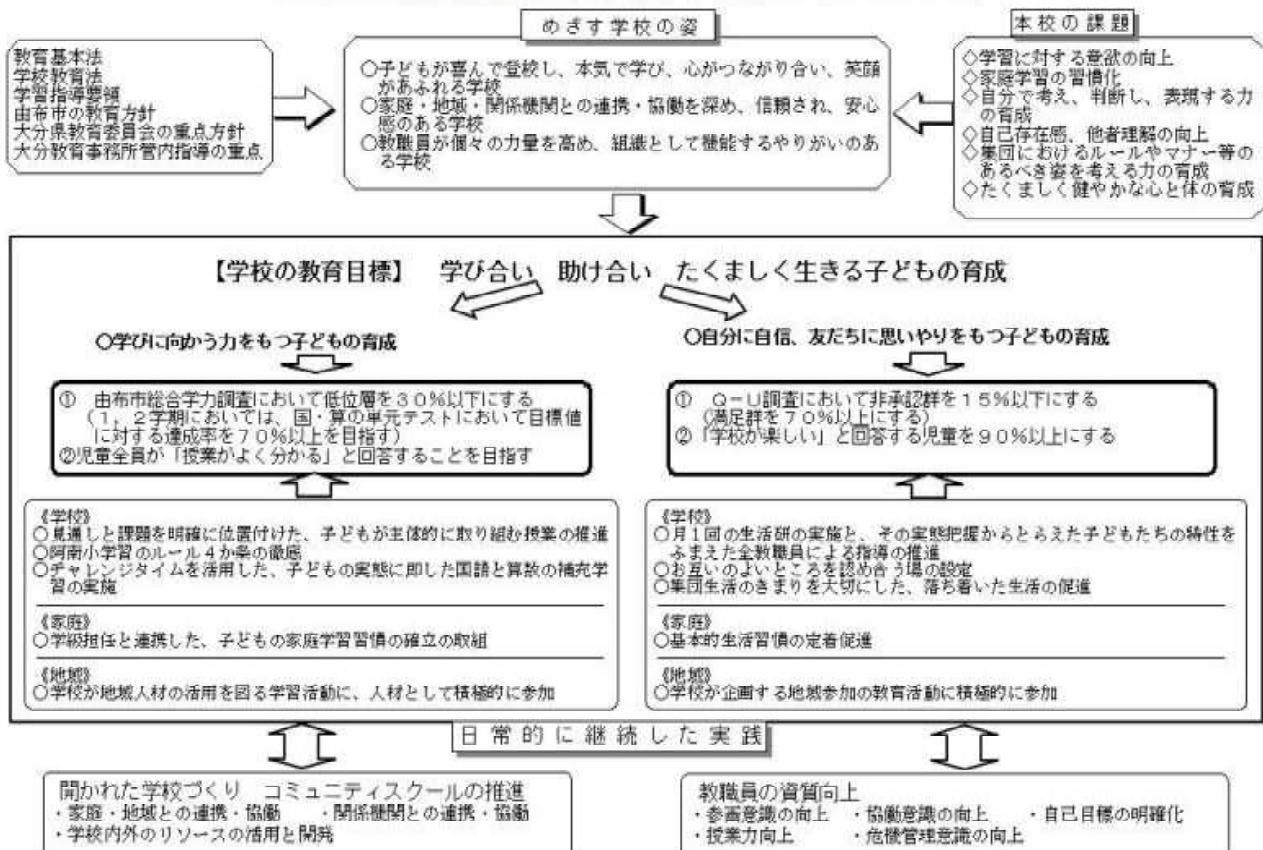 教育基本法
学校教育法
学習指導要領
由布市の教育方針
大分県教育委員会の重点方針
大分教育事務所管内指導の重点
めざす学校の姿
○子どもが喜んで登校し、本気で学び、心がつながり合い、笑顔
があふれる学校
○家庭・地域・関係機関との連携・協働を深め、信頼され、安心
感のある学校
○教職員が個々の力量を高め、組織として機能するやりがいのあ
る学校
本校の課題
◇学習に対する意欲の向上
◇家庭学習の習慣化
◇自分で考え、判断し、表現する力
の育成
◇自己存在感、他者理解の向上
◇集団におけるルールやマナー等の
あるべき姿を考える力の育成
◇たくましく健やかな心と体の育成
【学校の教育目標】 学び合い 助け合い たくましく生きる子どもの育成
○学びに向かう力をもつ子どもの育成
① 由布市総合学力調査において低位層を30%以下にする
(1,2学期においては、国・算の単元テストにおいて目標値
に対する達成率を70%以上を目指す)
②児童全員が「授業がよく分かる」と回答することを目指す
《学校》
○見通しと課題を明確に位置付けた、子どもが主体的に取り組む授業の推進
○阿南小学習のルール4か条の徹底
○チャレンジタイムを活用した、子どもの実態に即した国語と算数の補充学
習の実施
《家庭》
○学級担任と連携した、子どもの家庭学習習慣の確立の取組
《地域》
○学校が地域人材の活用を図る学習活動に、人材として積極的に参加
○自分に自信、友だちに思いやりをもつ子どもの育成
① Q-U調査において非承認群を15%以下にする
(満足群を70%以上にする)
②「学校が楽しい」と回答する児童を90%以上にする
《学校》
○月1回の生活研の実施と、その実態把握からとらえた子どもたちの特性を
ふまえた全教職員による指導の推進
○お互いのよいところを認め合う場の設定
○集団生活のきまりを大切にした、落ち着いた生活の促進
《家庭》
○基本的生活習慣の定着促進
《地域》
○学校が企画する地域参加の教育活動に積極的に参加
日常的に継続した実践
開かれた学校づくり コミュニティスクールの推進
・家庭・地域との連携・協働 ・関係機関との連携・協働
・学校内外のリソースの活用と開発
教職員の資質向上
・参画意識の向上 ・協働意識の向上 ・自己目標の明確化
・授業力向上 ・危機管理意識の向上